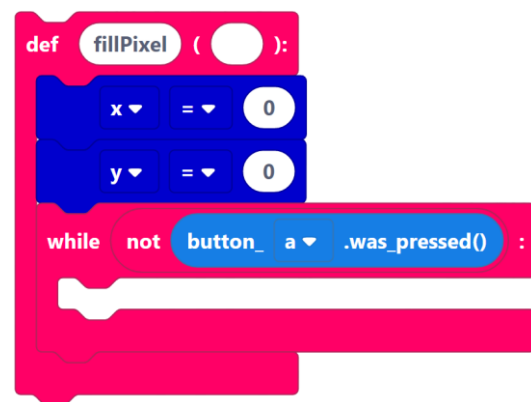 def fillPixel ( ):
x = 0
y = 0
while not button_ a .was_pressed() :